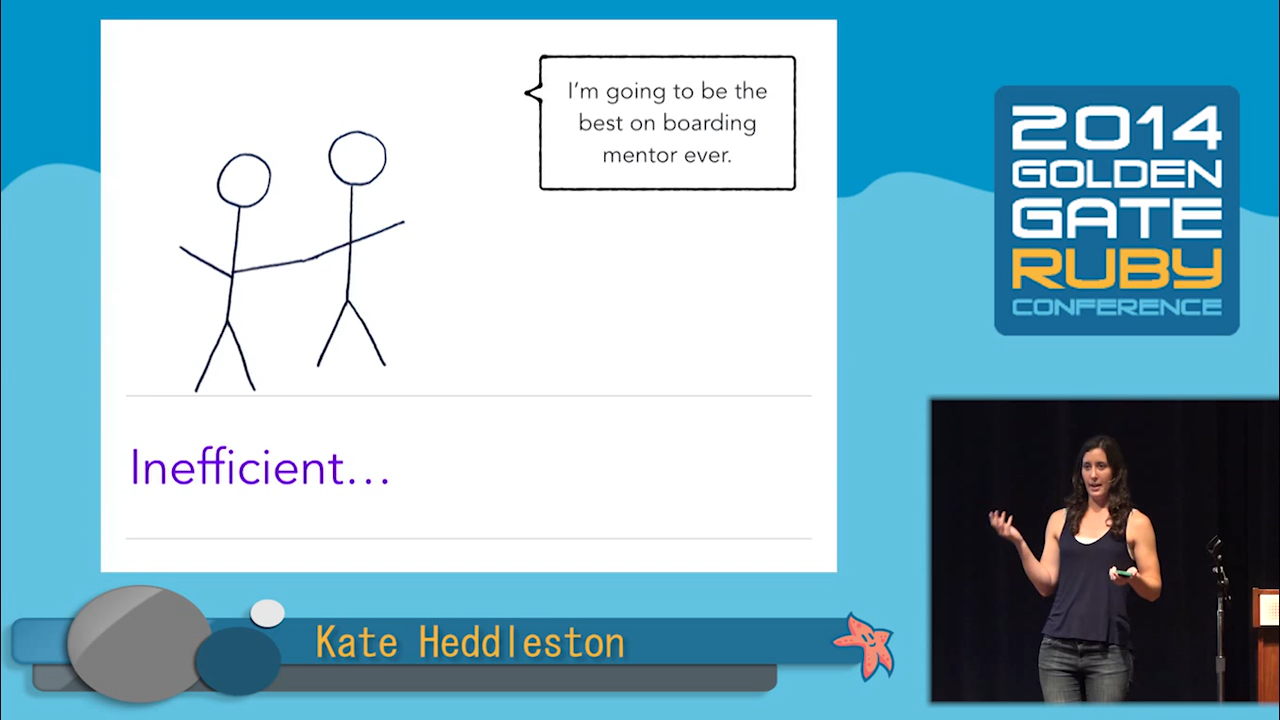 I'm going to be the
best on boarding
mentor ever.
Inefficient...
2014
GOLDEN
GATE
RUBY
CONFERENCE
Kate Heddleston